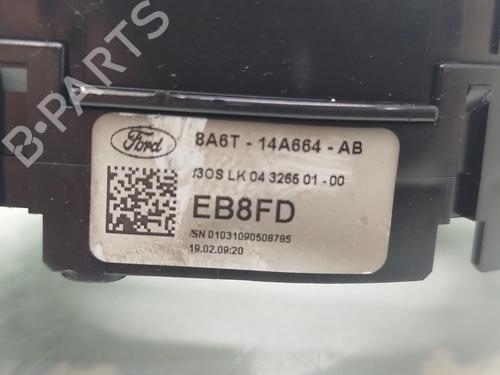 Ford
8A6T - 14A664 - AB
/3OS LK 04 3265 01 - 00
EB8FD
/SN 01031090508785
19.02.09:20
B-PARTS